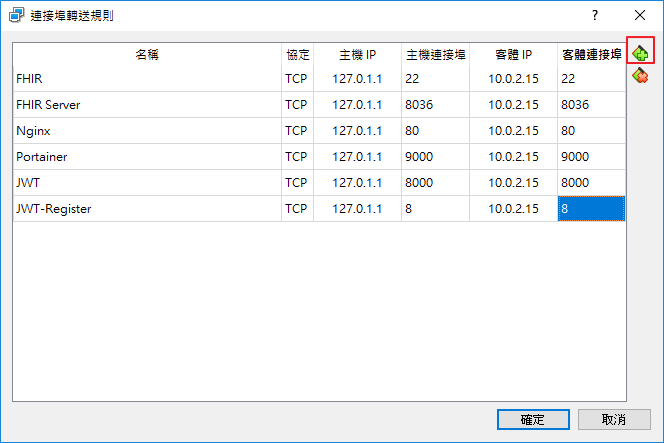 連接埠轉送規則
?
名稱 協定 主機 IP 主機連接埠 客體 IP 客體連接埠
FHIR TCP 127.0.1.1 22 10.0.2.15 22
FHIR Server TCP 127.0.1.1 8036 10.0.2.15 8036
Nginx TCP 127.0.1.1 80 10.0.2.15 80
Portainer TCP 127.0.1.1 9000 10.0.2.15 9000
JWT TCP 127.0.1.1 8000 10.0.2.15 8000
JWT-Register TCP 127.0.1.1 8 10.0.2.15 8
確定 取消